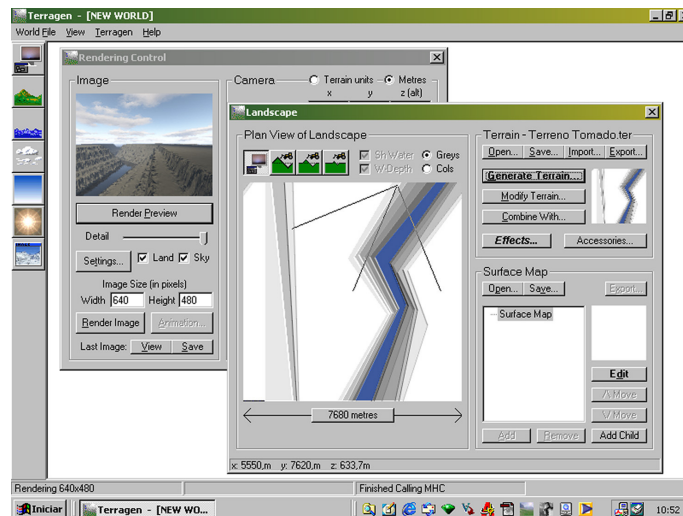 Terragen - [NEW WORLD]
World File View Terragen Help
Rendering Control
Image
Camera
Terrain units
Metres
x y z (alt)
Render Preview
Detail
Settings...
Land
Sky
Image Size (in pixels)
Width 640 Height 480
Render Image Animation...
Last Image: View Save
Landscape
Plan View of Landscape
Sh Water
Greys
W-Depth
Cols
7680 metres
x: 5550,m y: 7620,m z: 633,7m
Terrain - Terreno Tornado.ter
Open... Save... Import... Export...
Generate Terrain...
Modify Terrain...
Combine With...
Effects... Accessories...
Surface Map
Open... Save... Export...
Surface Map
Edit
/\ Move
\/ Move
Add Remove Add Child
Rendering 640x480
Finished Calling MHC
Iniciar
Terragen - [NEW WO...
10:52